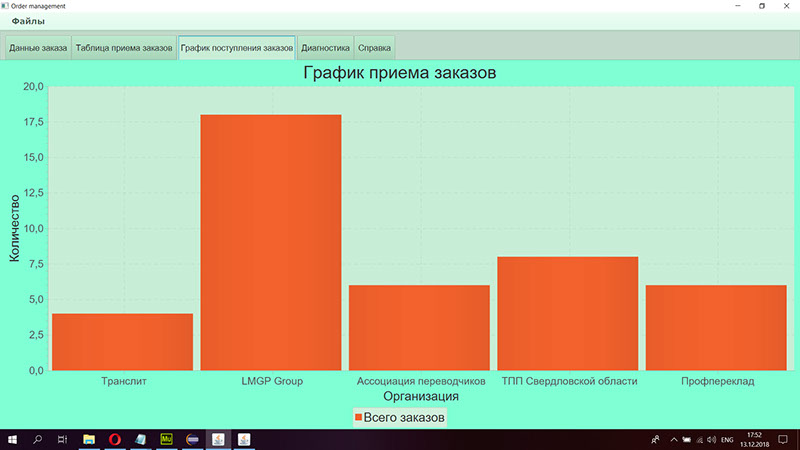 Order management
Файлы
Данные заказа Таблица приема заказов График поступления заказов Диагностика Справка
График приема заказов
20,0
17,5
15,0
12,5
10,0
7,5
5,0
2,5
0,0
Количество
Транслит LMGP Group Ассоциация переводчиков ТПП Свердловской области Профпереклад
Организация
Всего заказов
Mu
ENG
17:52
13.12.2018